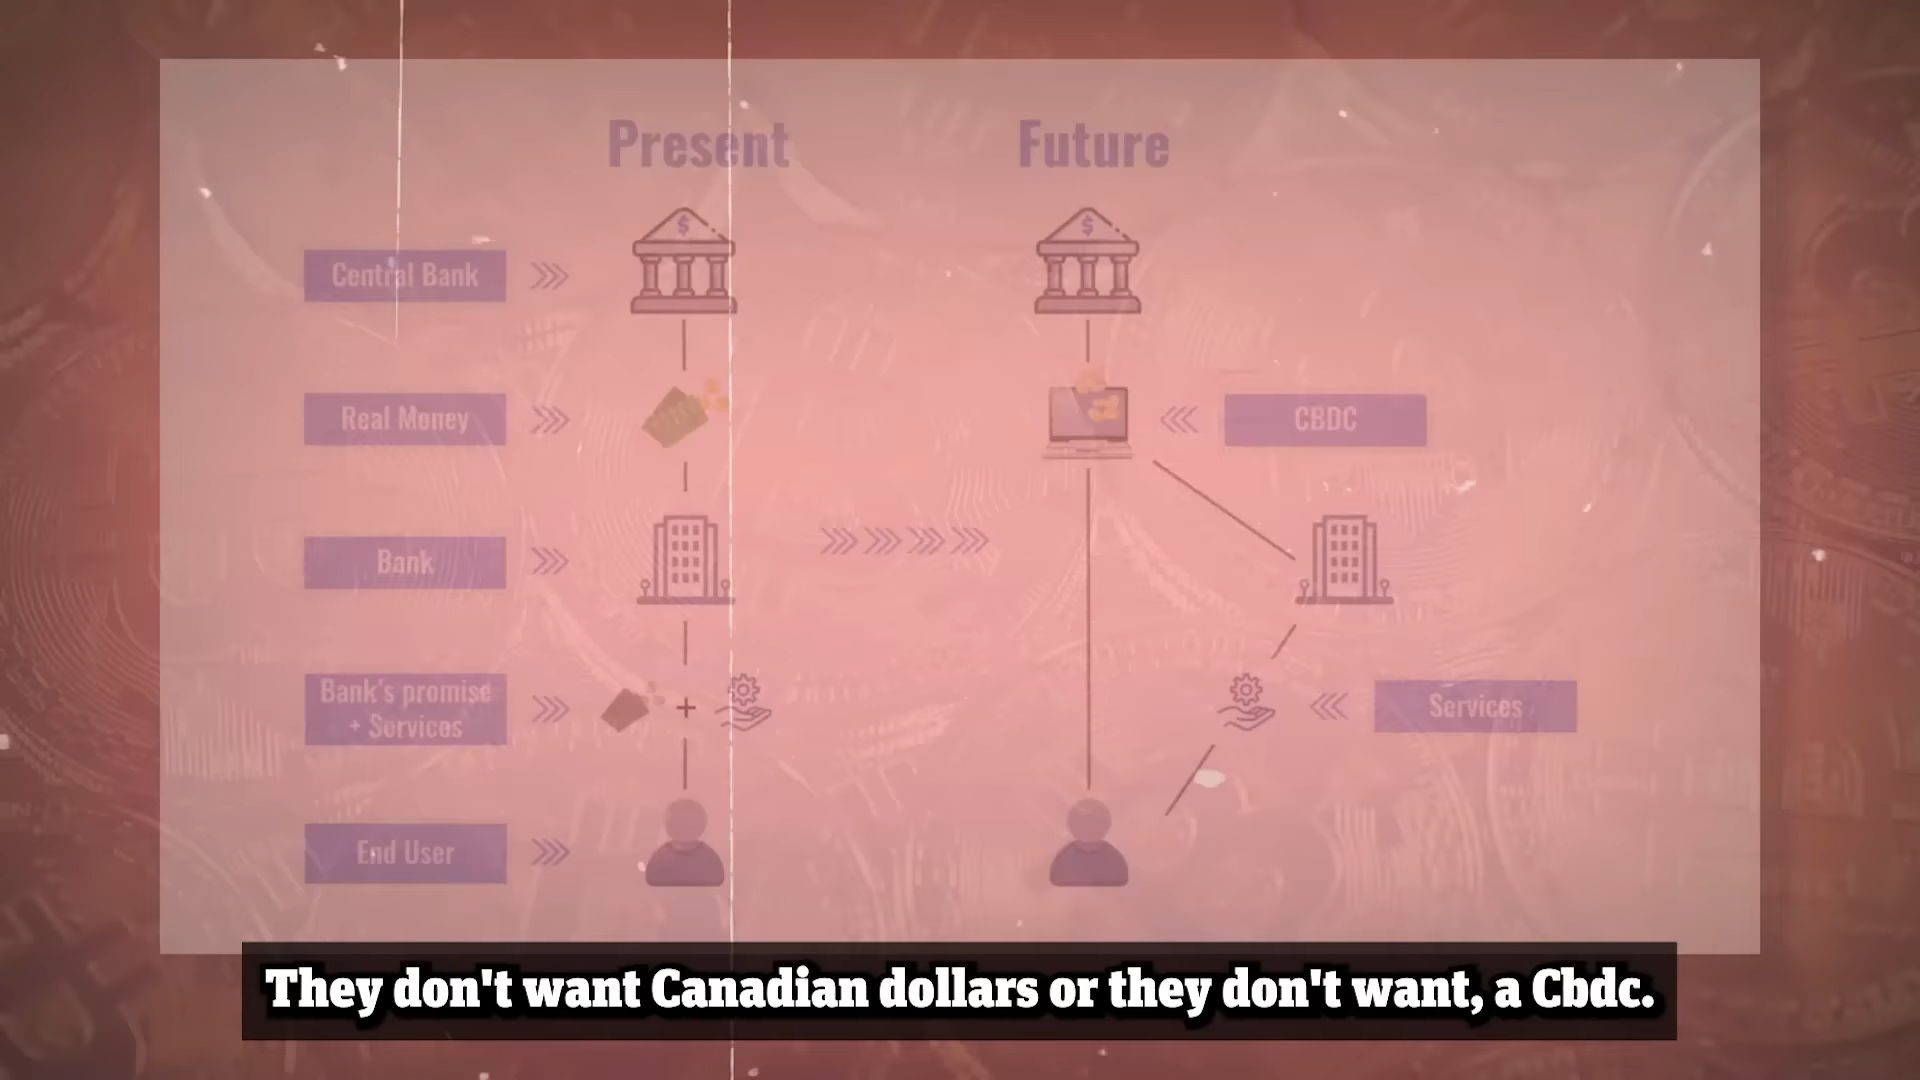 Present
Future
Central Bank
Real Money
CBDC
Bank
Bank's promise
+ Services
Services
End User
They don't want Canadian dollars or they don't want, a Cbdc.